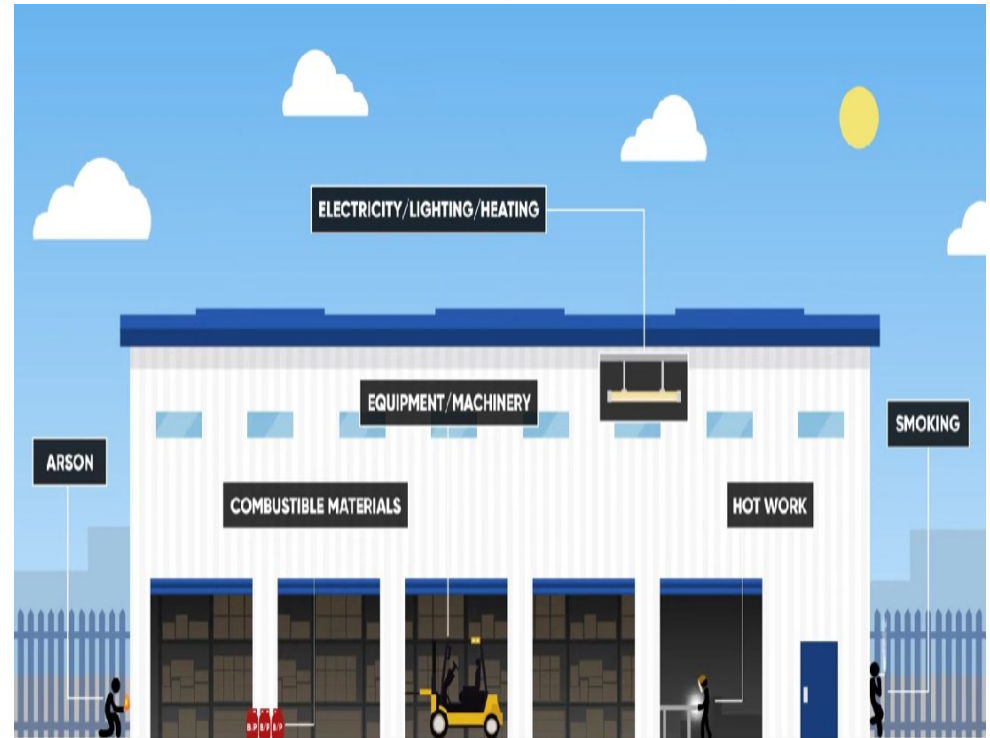 ELECTRICITY/LIGHTING/HEATING
EQUIPMENT/MACHINERY
SMOKING
ARSON
COMBUSTIBLE MATERIALS
HOT WORK